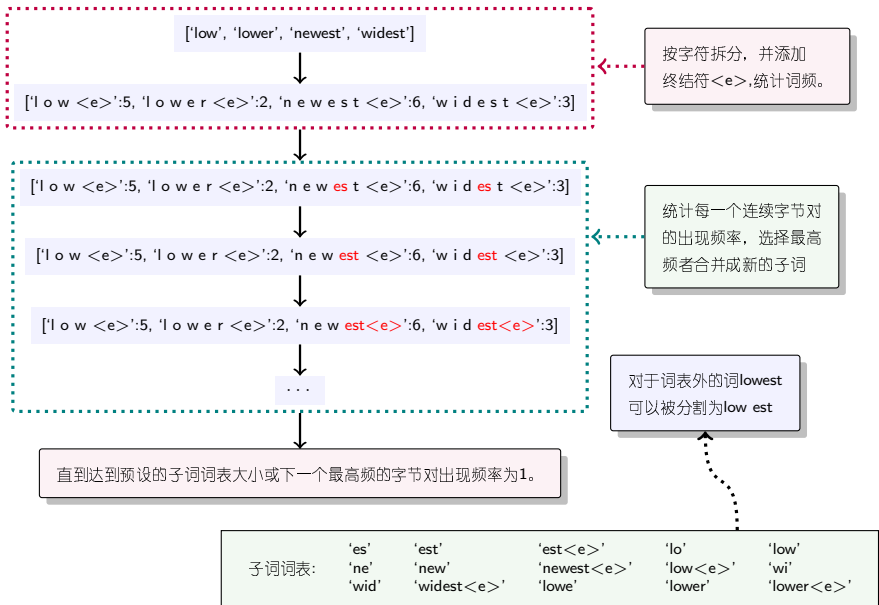 [‘low’, ‘lower’, ‘newest’, ‘widest’]
[‘l o w <e>’:5, ‘l o w e r <e>’:2, ‘n e w e s t <e>’:6, ‘w i d e s t <e>’:3]
按字符拆分，并添加
终结符<e>,统计词频。
[‘l o w <e>’:5, ‘l o w e r <e>’:2, ‘n e w es t <e>’:6, ‘w i d es t <e>’:3]
[‘l o w <e>’:5, ‘l o w e r <e>’:2, ‘n e w est <e>’:6, ‘w i d est <e>’:3]
[‘l o w <e>’:5, ‘l o w e r <e>’:2, ‘n e w est<e>’:6, ‘w i d est<e>’:3]
· · ·
统计每一个连续字节对
的出现频率，选择最高
频者合并成新的子词
直到达到预设的子词词表大小或下一个最高频的字节对出现频率为1。
对于词表外的词lowest
可以被分割为low est
‘es’ ‘est’ ‘est<e>’ ‘lo’ ‘low’
子词词表: ‘ne’ ‘new’ ‘newest<e>’ ‘low<e>’ ‘wi’
‘wid’ ‘widest<e>’ ‘lowe’ ‘lower’ ‘lower<e>’